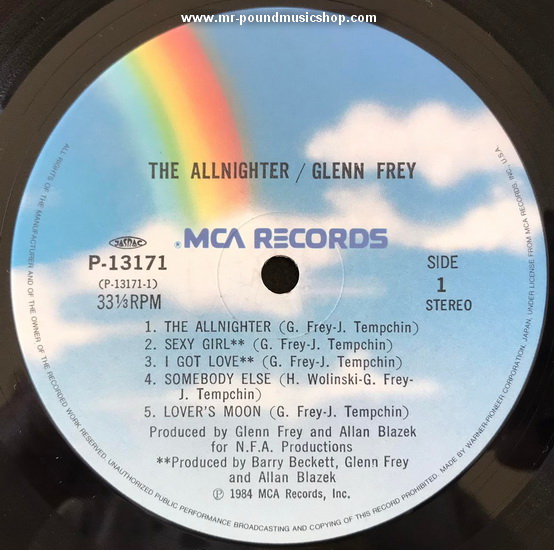 www.mr-poundmusicshop.com
THE ALLNIGHTER / GLENN FREY
JASRAC
MCA RECORDS
P-13171
(P-13171-1)
33⅓RPM
SIDE
1
STEREO
1. THE ALLNIGHTER (G. Frey-J. Tempchin)
2. SEXY GIRL** (G. Frey-J. Tempchin)
3. I GOT LOVE** (G. Frey-J. Tempchin)
4. SOMEBODY ELSE (H. Wolinski-G. Frey-
J. Tempchin)
5. LOVER'S MOON (G. Frey-J. Tempchin)
Produced by Glenn Frey and Allan Blazek
for N.F.A. Productions
**Produced by Barry Beckett, Glenn Frey
and Allan Blazek
Ⓟ 1984 MCA Records, Inc.
ALL RIGHTS OF THE MANUFACTURER AND OF THE OWNER OF THE RECORDED WORK RESERVED. UNAUTHORIZED PUBLIC PERFORMANCE BROADCASTING AND COPYING OF THIS RECORD PROHIBITED. MADE BY WARNER-PIONEER CORPORATION, JAPAN, UNDER LICENSE FROM MCA RECORDS, INC., U.S.A.